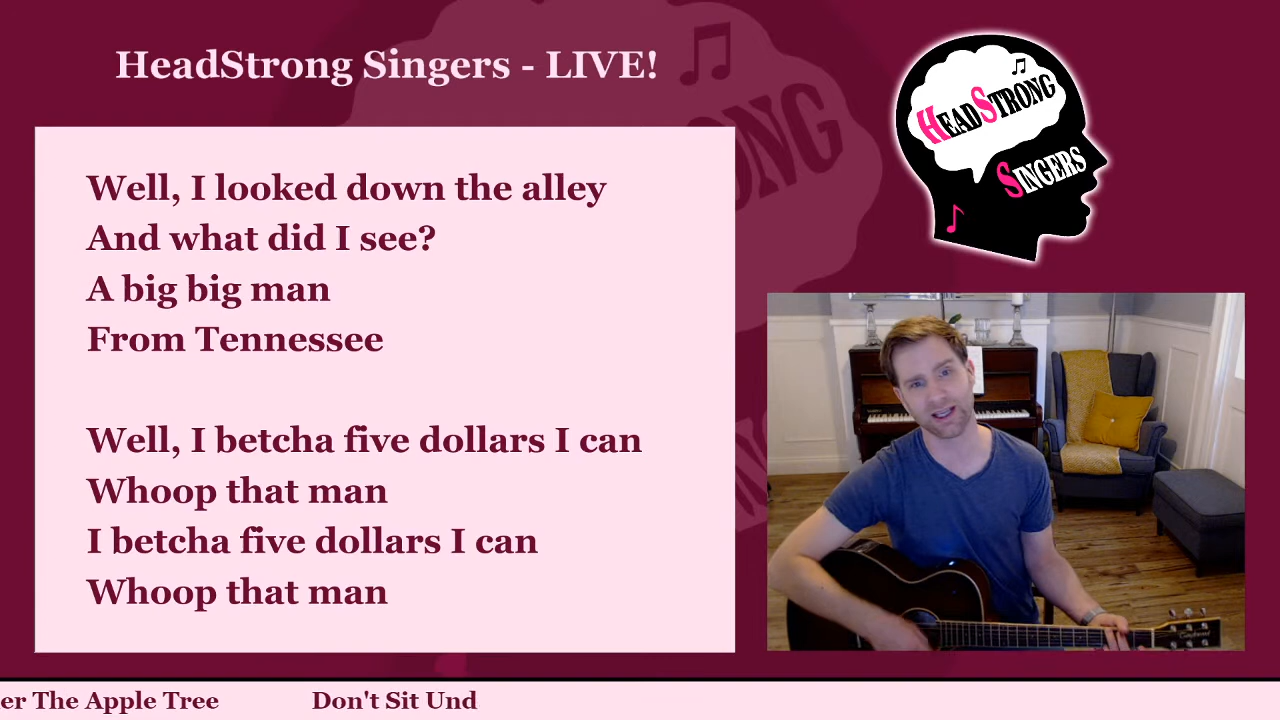 HeadStrong Singers - LIVE!
HEADSTRONG
SINGERS
Well, I looked down the alley
And what did I see?
A big big man
From Tennessee
Well, I betcha five dollars I can
Whoop that man
I betcha five dollars I can
Whoop that man
er The Apple Tree
Don't Sit Und